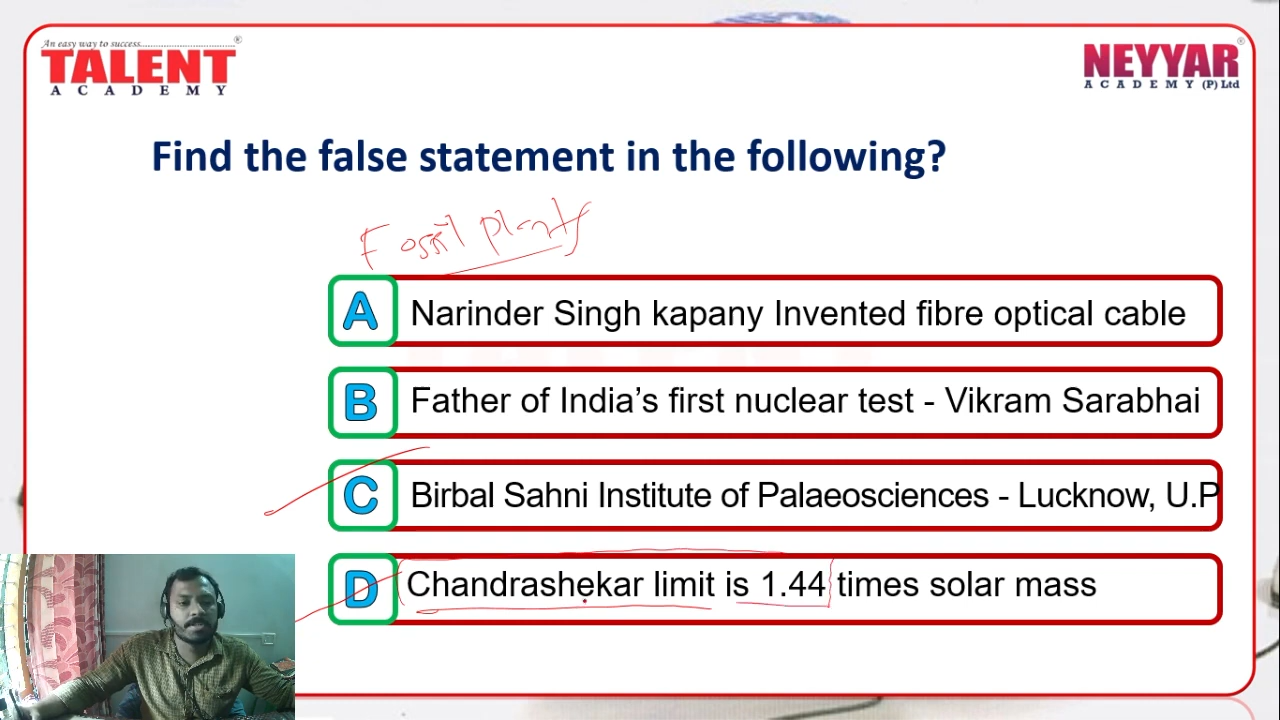 An easy way to success
TALENT
ACADEMY
NEYYAR
ACADEMY (P) Ltd
Find the false statement in the following?
Fossil plants
A Narinder Singh kapany Invented fibre optical cable
B Father of India’s first nuclear test - Vikram Sarabhai
C Birbal Sahni Institute of Palaeosciences - Lucknow, U.P
D Chandrashekar limit is 1.44 times solar mass